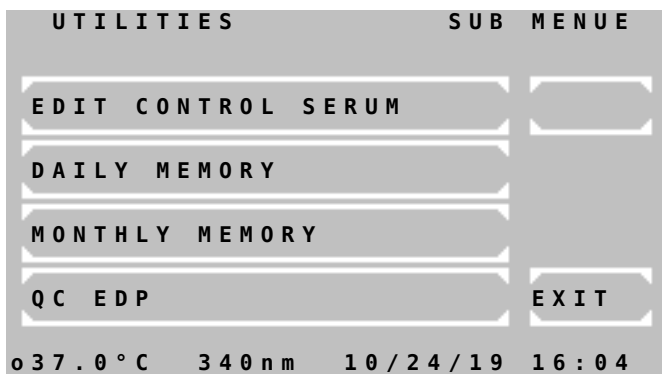 UTILITIES SUB MENUE
EDIT CONTROL SERUM
DAILY MEMORY
MONTHLY MEMORY
QC EDP EXIT
o37.0°C 340nm 10/24/19 16:04